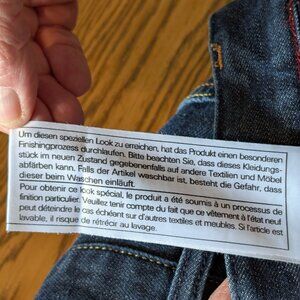 Um diesen speziellen Look zu erreichen, hat das Produkt einen besonderen
Finishingprozess durchlaufen. Bitte beachten Sie, dass dieses Kleidungs-
stück im neuen Zustand gegebenenfalls auf andere Textilien und Möbel
abfärben kann. Falls der Artikel waschbar ist, besteht die Gefahr, dass
dieser beim Waschen einläuft.
Pour obtenir ce look spécial, le produit a été soumis à un processus de
finition particulier. Veuillez tenir compte du fait que ce vêtement à l'état neuf
peut déteindre le cas échéant sur d'autres textiles et meubles. Si l'article est
lavable, il risque de rétrécir au lavage.